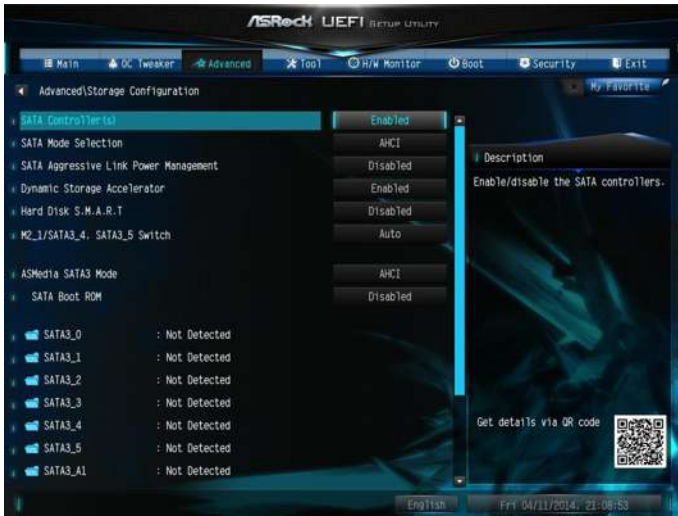 ASRock UEFI SETUP UTILITY
Main OC Tweaker Advanced Tool H/W Monitor Boot Security Exit
Advanced\Storage Configuration
My Favorite
SATA Controller(s) Enabled
SATA Mode Selection AHCI
SATA Aggressive Link Power Management Disabled
Dynamic Storage Accelerator Enabled
Hard Disk S.M.A.R.T Disabled
M2_1/SATA3_4, SATA3_5 Switch Auto
ASMedia SATA3 Mode AHCI
SATA Boot ROM Disabled
SATA3_0 : Not Detected
SATA3_1 : Not Detected
SATA3_2 : Not Detected
SATA3_3 : Not Detected
SATA3_4 : Not Detected
SATA3_5 : Not Detected
SATA3_A1 : Not Detected
Description
Enable/disable the SATA controllers.
Get details via QR code
English
Fri 04/11/2014, 21:08:53